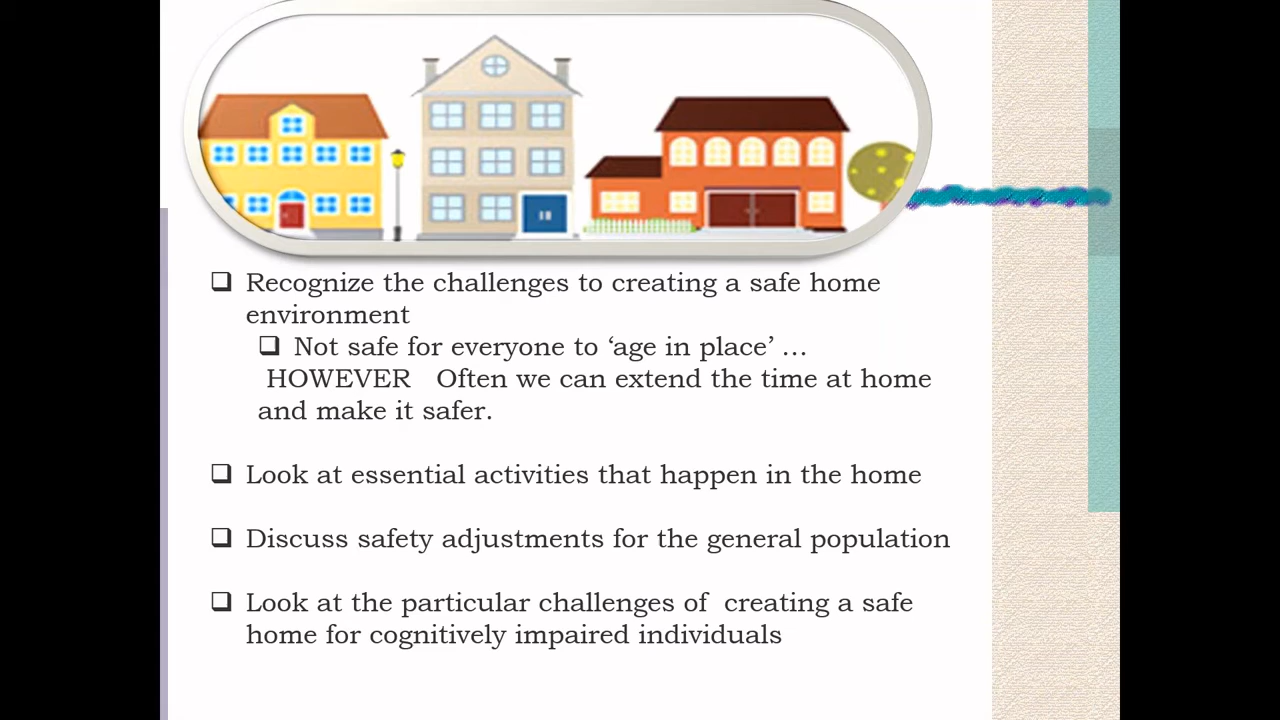 ❑ Recognize the challenges to creating a safe home
environment
❑ Not safe for everyone to ‘age in place’ …
HOWEVER   Often we can extend the time at home
and make it safer.
❑ Look at essential activities that happen in the home
❑ Discuss safety adjustments for the general population
❑ Look at the particular challenges of  creating a safe
home for cognitively impaired individuals